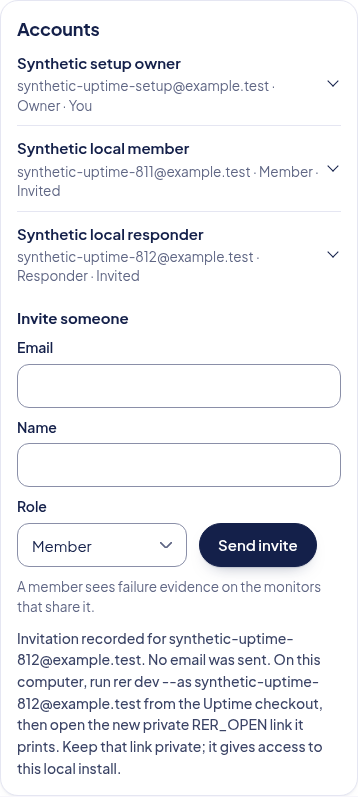 Accounts
Synthetic setup owner
synthetic-uptime-setup@example.test ·
Owner · You
Synthetic local member
synthetic-uptime-811@example.test · Member ·
Invited
Synthetic local responder
synthetic-uptime-812@example.test ·
Responder · Invited
Invite someone
Email
Name
Role
Member
Send invite
A member sees failure evidence on the monitors
that share it.
Invitation recorded for synthetic-uptime-
812@example.test. No email was sent. On this
computer, run rer dev --as synthetic-uptime-
812@example.test from the Uptime checkout,
then open the new private RER_OPEN link it
prints. Keep that link private; it gives access to
this local install.